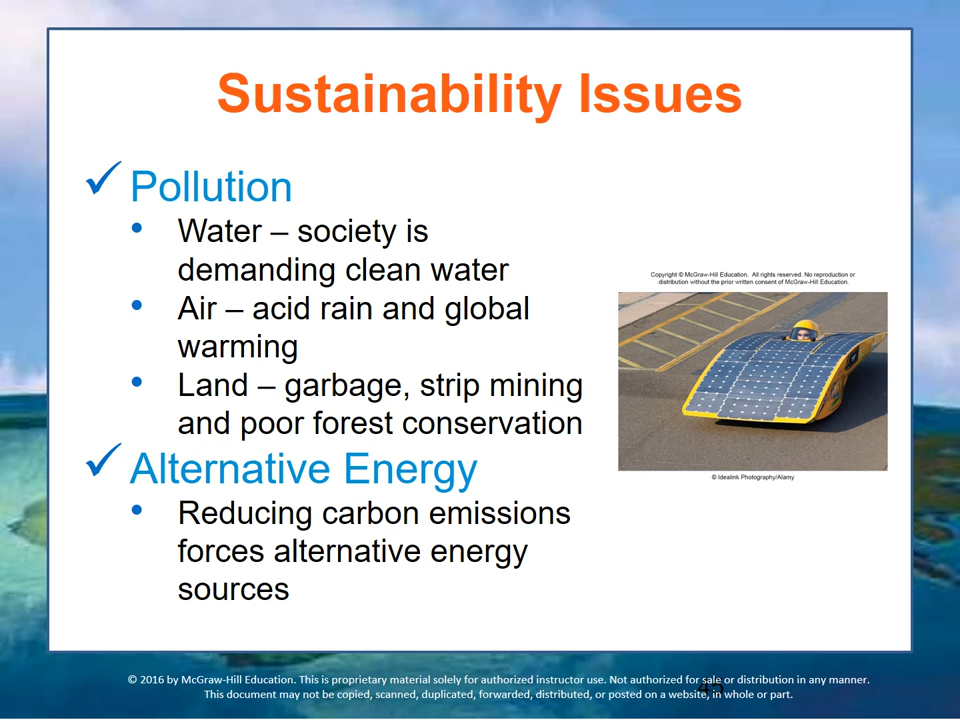 Sustainability Issues
✓ Pollution
• Water – society is
demanding clean water
• Air – acid rain and global
warming
• Land – garbage, strip mining
and poor forest conservation
✓ Alternative Energy
• Reducing carbon emissions
forces alternative energy
sources
Copyright © McGraw-Hill Education. All rights reserved. No reproduction or
distribution without the prior written consent of McGraw-Hill Education.
© Idealink Photography/Alamy
© 2016 by McGraw-Hill Education. This is proprietary material solely for authorized instructor use. Not authorized for sale or distribution in any manner.
This document may not be copied, scanned, duplicated, forwarded, distributed, or posted on a website, in whole or part.
45